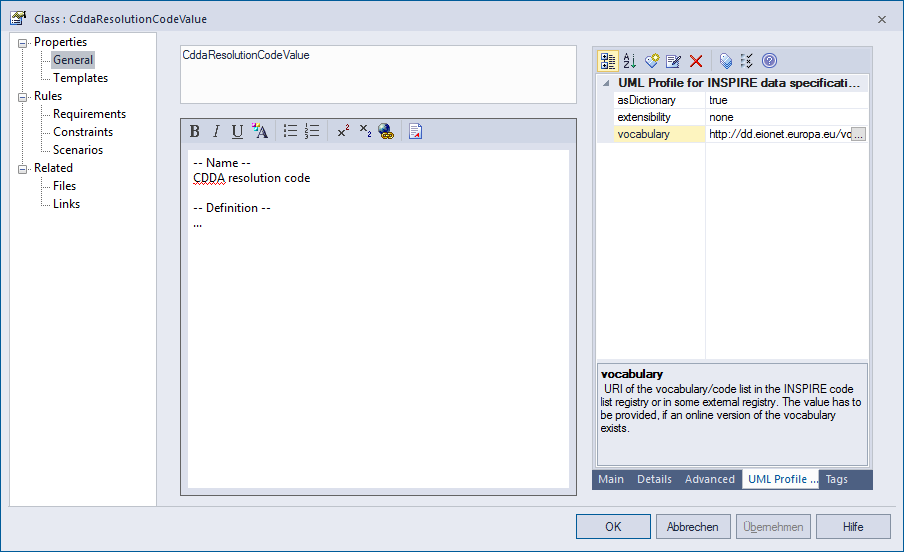 Class : CddaResolutionCodeValue
Properties
General
Templates
Rules
Requirements
Constraints
Scenarios
Related
Files
Links
CddaResolutionCodeValue
B I U A x² x₂
-- Name --
CDDA resolution code
-- Definition --
...
UML Profile for INSPIRE data specificati...
asDictionary true
extensibility none
vocabulary http://dd.eionet.europa.eu/vo ...
vocabulary
URI of the vocabulary/code list in the INSPIRE code
list registry or in some external registry. The value has to
be provided, if an online version of the vocabulary
exists.
Main Details Advanced UML Profile ... Tags
OK Abbrechen Übernehmen Hilfe